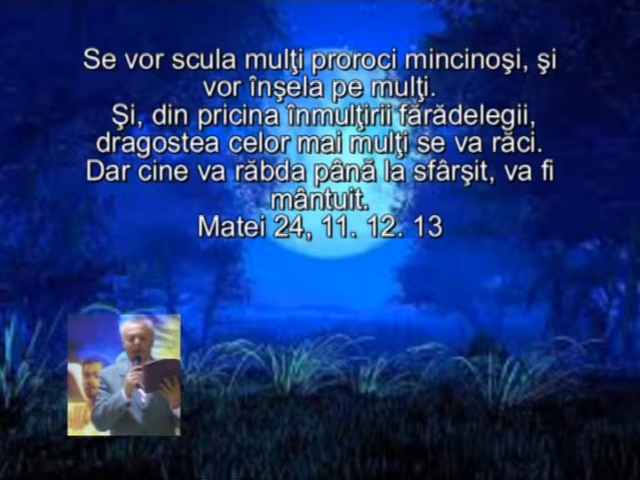 Se vor scula mulţi proroci mincinoşi, şi
vor înşela pe mulţi.
Şi, din pricina înmulţirii fărădelegii,
dragostea celor mai mulţi se va răci.
Dar cine va răbda până la sfârşit, va fi
mântuit.
Matei 24, 11. 12. 13